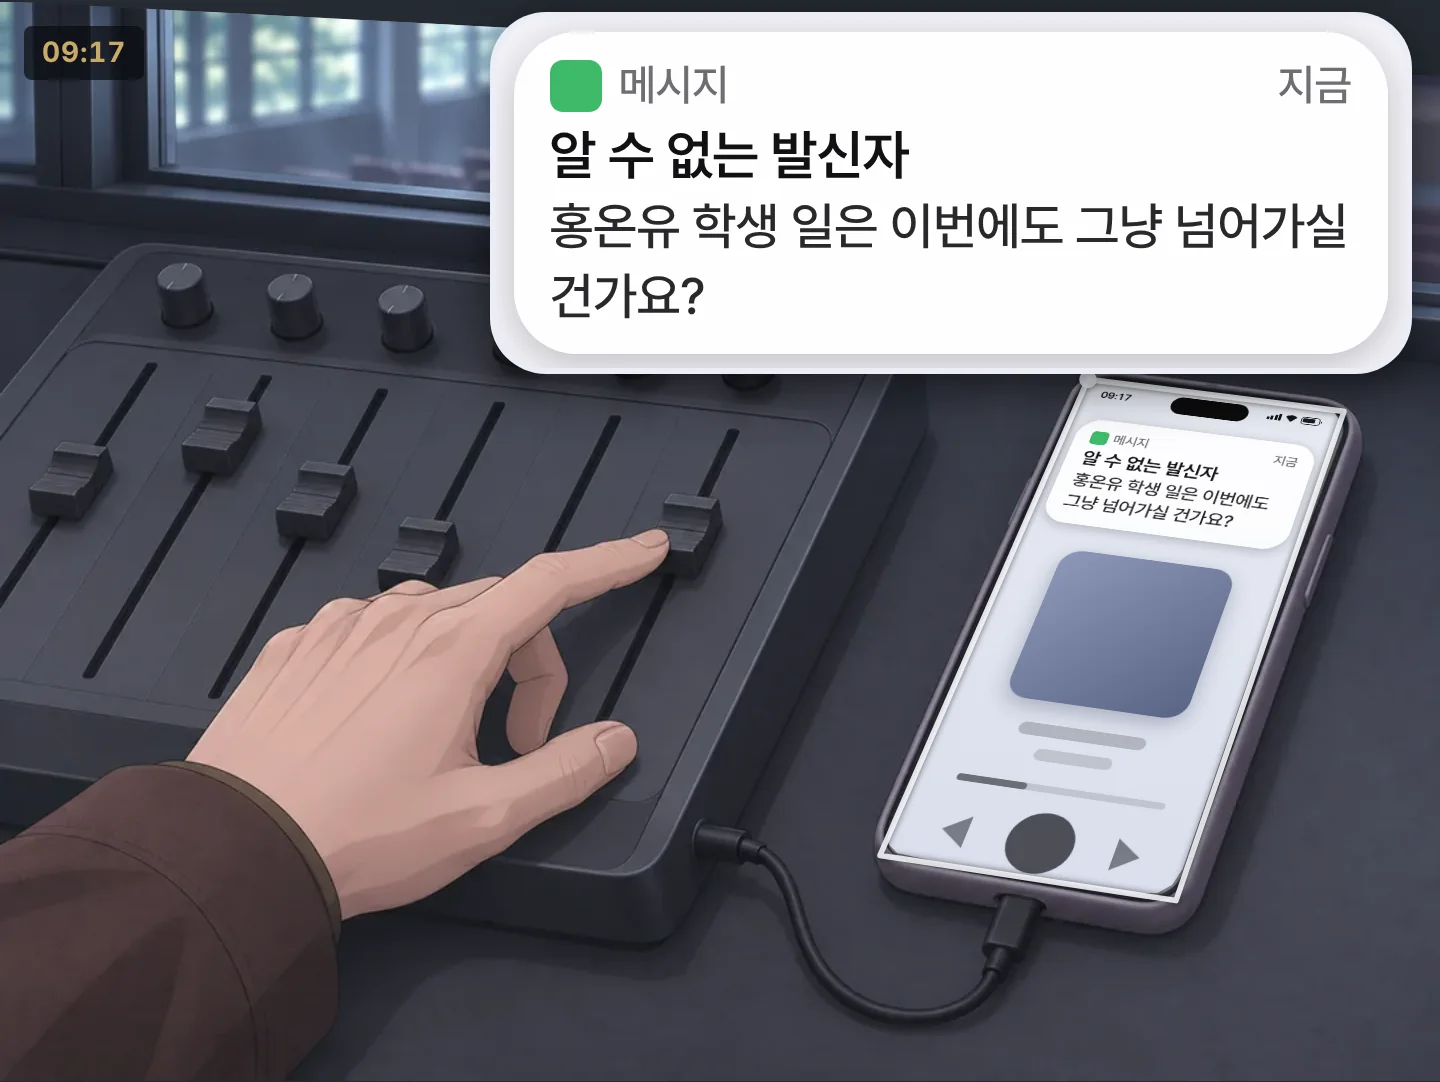 09:17
메시지 지금
알 수 없는 발신자
홍온유 학생 일은 이번에도 그냥 넘어가실
건가요?
09:17
메시지 지금
알 수 없는 발신자
홍온유 학생 일은 이번에도
그냥 넘어가실 건가요?